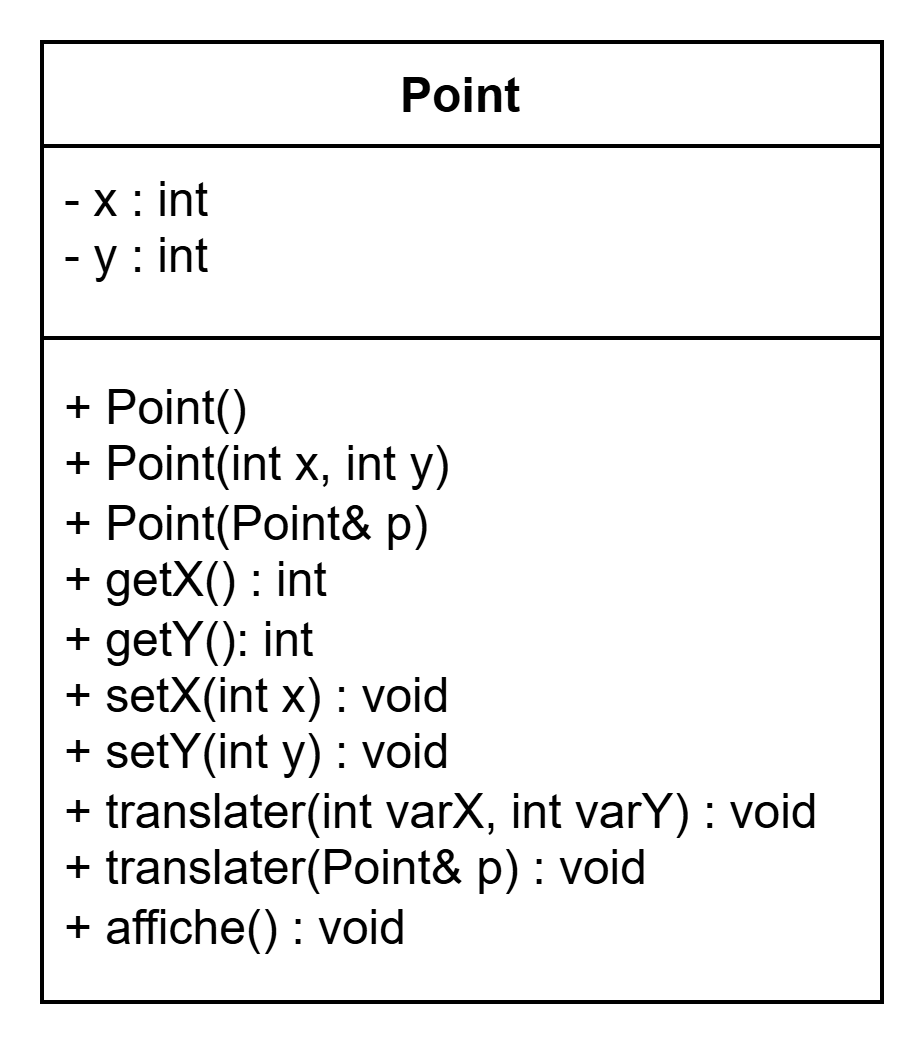 Point
- x : int
- y : int
+ Point()
+ Point(int x, int y)
+ Point(Point& p)
+ getX() : int
+ getY(): int
+ setX(int x) : void
+ setY(int y) : void
+ translater(int varX, int varY) : void
+ translater(Point& p) : void
+ affiche() : void